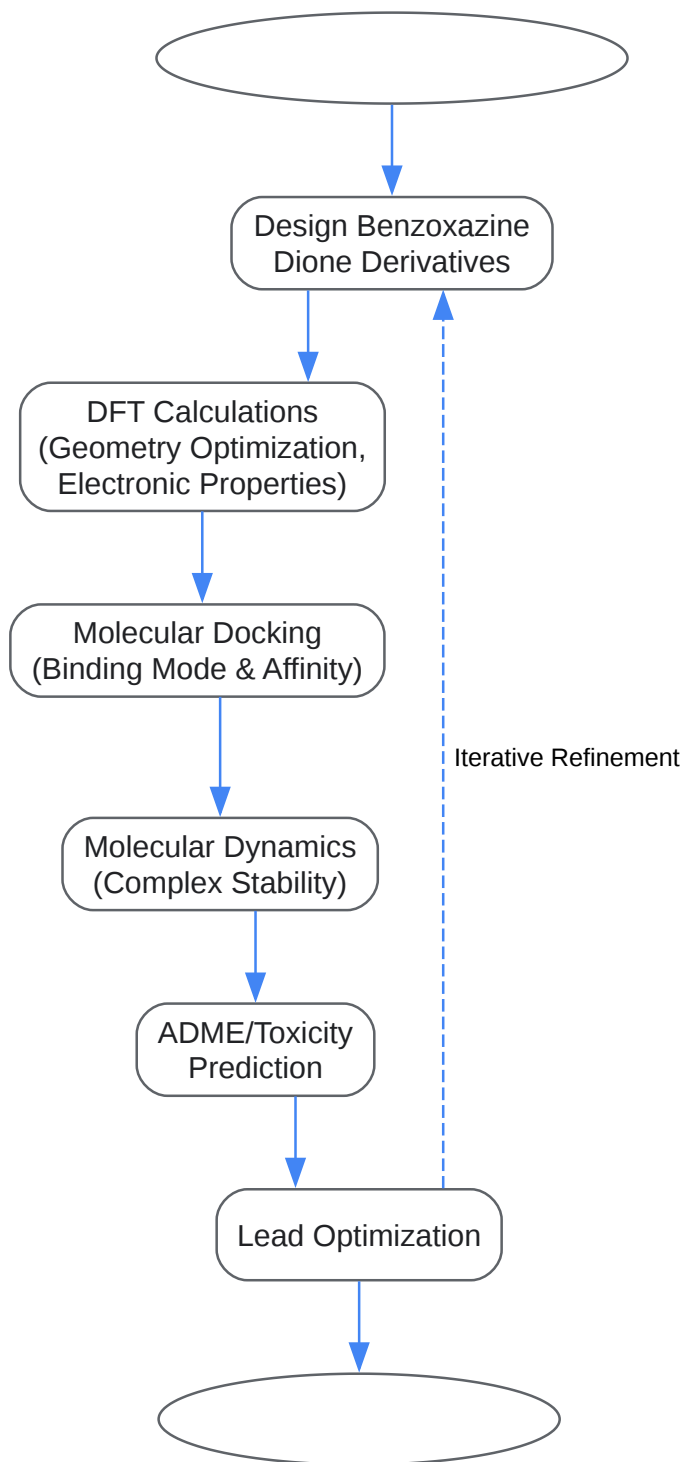 Design Benzoxazine
Dione Derivatives
DFT Calculations
(Geometry Optimization,
Electronic Properties)
Molecular Docking
(Binding Mode & Affinity)
Iterative Refinement
Molecular Dynamics
(Complex Stability)
ADME/Toxicity
Prediction
Lead Optimization